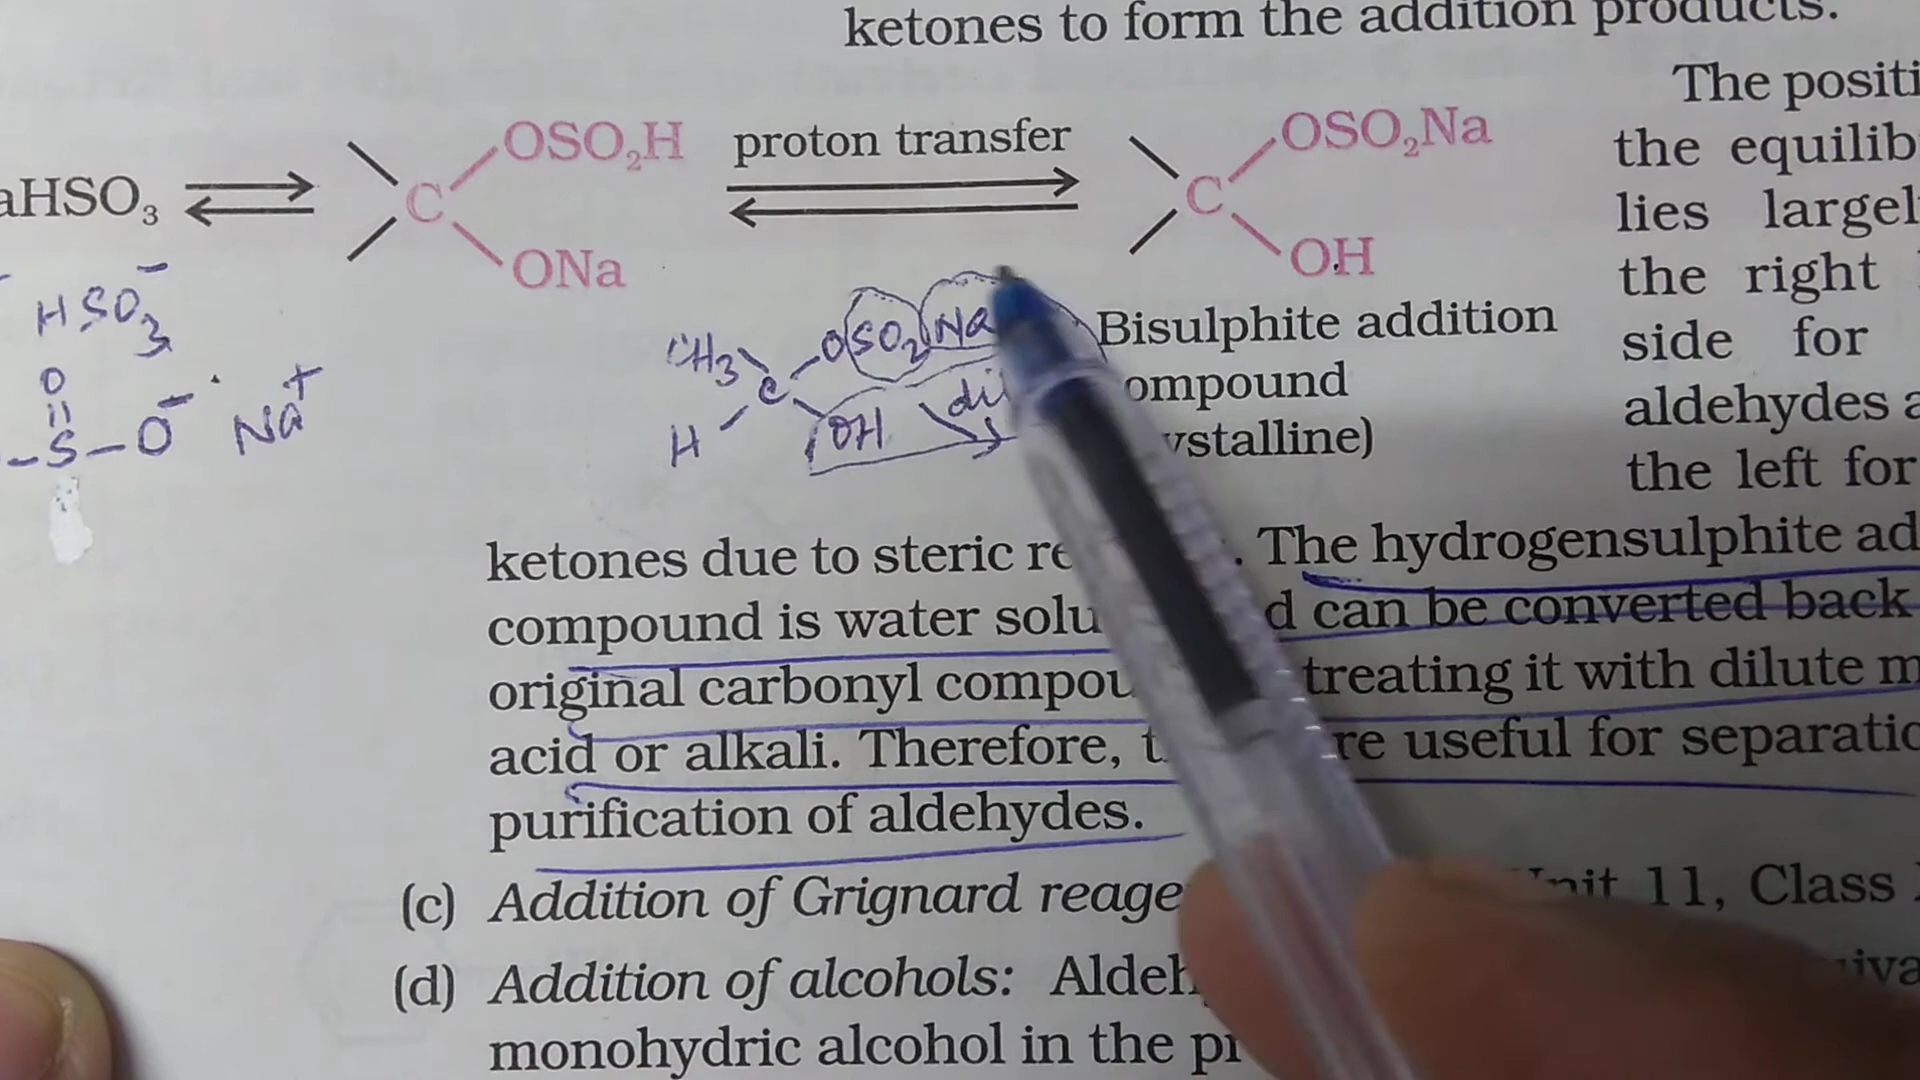 ketones to form the addition products.
The positi
the equilib
lies largel
the right
side for
aldehydes a
the left for
aHSO₃ ⇌ C OSO₂H ONa proton transfer ⇌ C OSO₂Na OH
Bisulphite addition
ompound
ystalline)
HSO₃⁻
O
S–O⁻ Na⁺
CH₃ H C OSO₂Na OH
dil
ketones due to steric re . The hydrogensulphite ad
compound is water solu d can be converted back
original carbonyl compou treating it with dilute m
acid or alkali. Therefore, t re useful for separatio
purification of aldehydes.
(c) Addition of Grignard reage Unit 11, Class
(d) Addition of alcohols: Aldeh uiva
monohydric alcohol in the pr